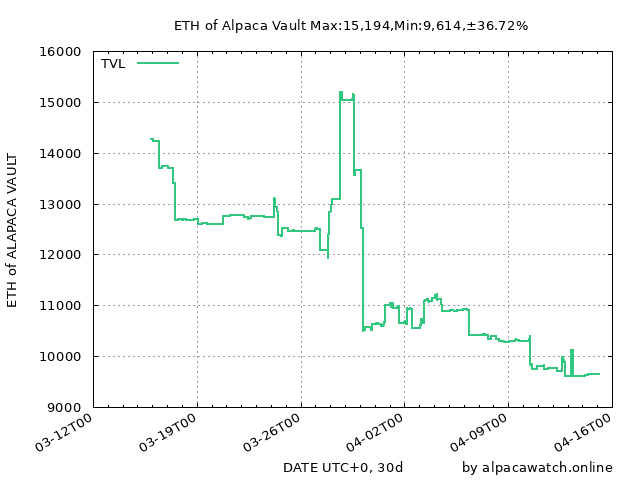 ETH of Alpaca Vault Max:15,194,Min:9,614,±36.72%
TVL
16000
15000
14000
13000
12000
11000
10000
9000
ETH of ALAPACA VAULT
03-12T00
03-19T00
03-26T00
04-02T00
04-09T00
04-16T00
DATE UTC+0, 30d
by alpacawatch.online